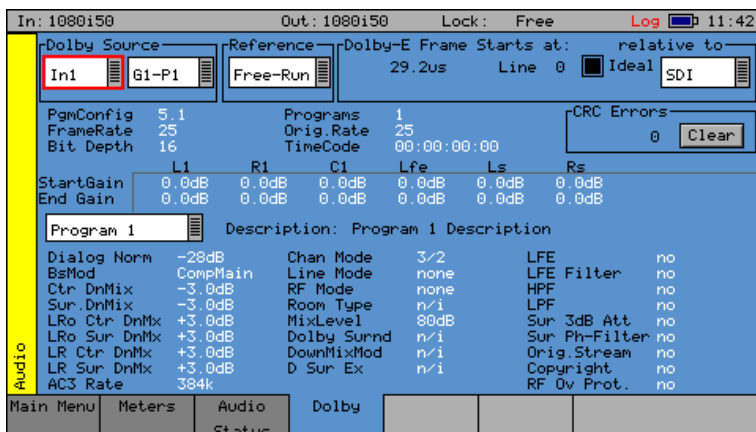 In: 1080i50 Out: 1080i50 Lock: Free Log 11:42
Dolby Source Reference Dolby-E Frame Starts at: relative to
In1 G1-P1 Free-Run 29.2us Line 0 Ideal SDI
PgmConfig 5.1 Programs 1 CRC Errors
FrameRate 25 Orig.Rate 25 0 Clear
Bit Depth 16 TimeCode 00:00:00:00
L1 R1 C1 Lfe Ls Rs
StartGain 0.0dB 0.0dB 0.0dB 0.0dB 0.0dB 0.0dB
End Gain 0.0dB 0.0dB 0.0dB 0.0dB 0.0dB 0.0dB
Program 1 Description: Program 1 Description
Dialog Norm -28dB Chan Mode 3/2 LFE no
BsMod CompMain Line Mode none LFE Filter no
Ctr DnMix -3.0dB RF Mode none HPF no
Sur.DnMix -3.0dB Room Type n/i LPF no
LRo Ctr DnMx +3.0dB MixLevel 80dB Sur 3dB Att no
LRo Sur DnMx +3.0dB Dolby Surnd n/i Sur Ph-Filter no
LR Ctr DnMx +3.0dB DownMixMod n/i Orig.Stream no
LR Sur DnMx +3.0dB D Sur Ex n/i Copyright no
AC3 Rate 384k RF Ov Prot. no
Audio
Main Menu Meters Audio Status Dolby